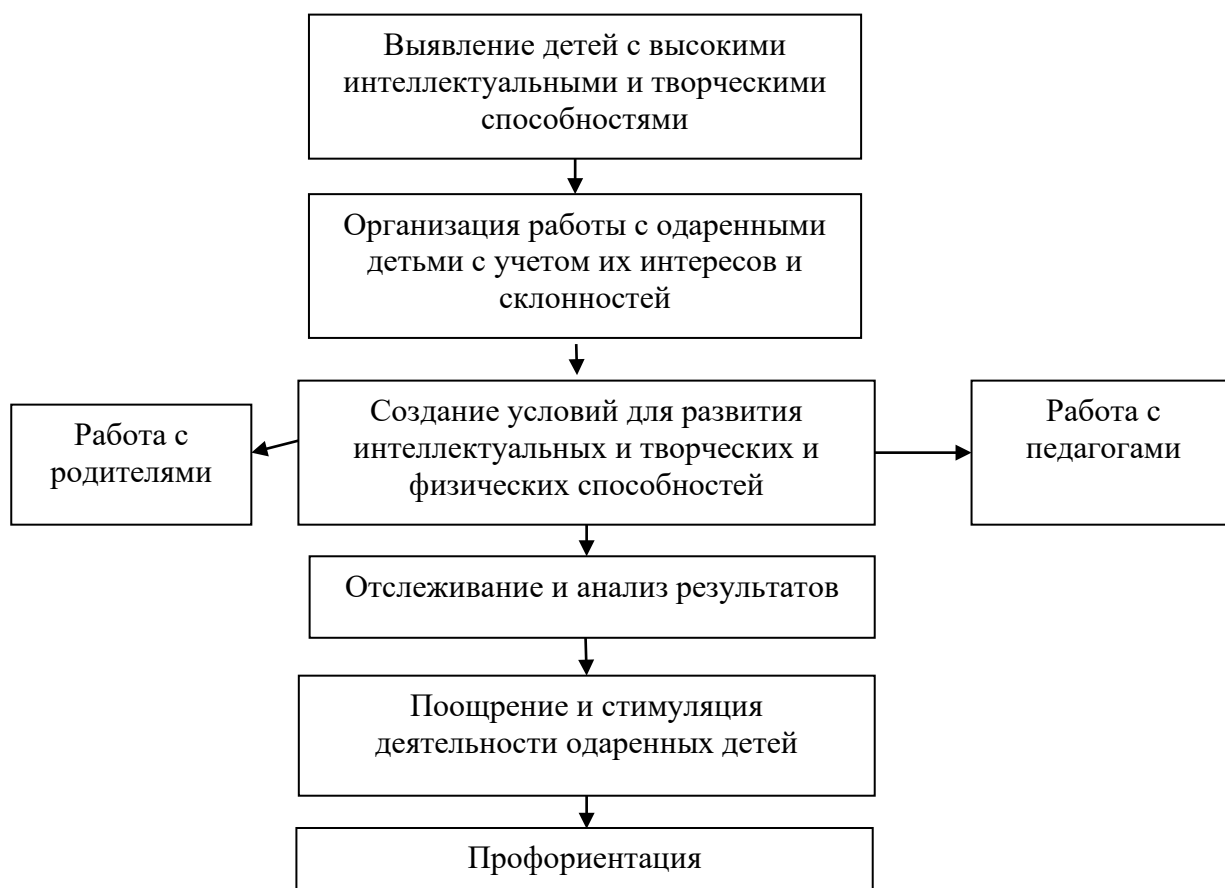 Выявление детей с высокими
интеллектуальными и творческими
способностями
Организация работы с одаренными
детьми с учетом их интересов и
склонностей
Работа с
родителями
Создание условий для развития
интеллектуальных и творческих и
физических способностей
Работа с
педагогами
Отслеживание и анализ результатов
Поощрение и стимуляция
деятельности одаренных детей
Профориентация